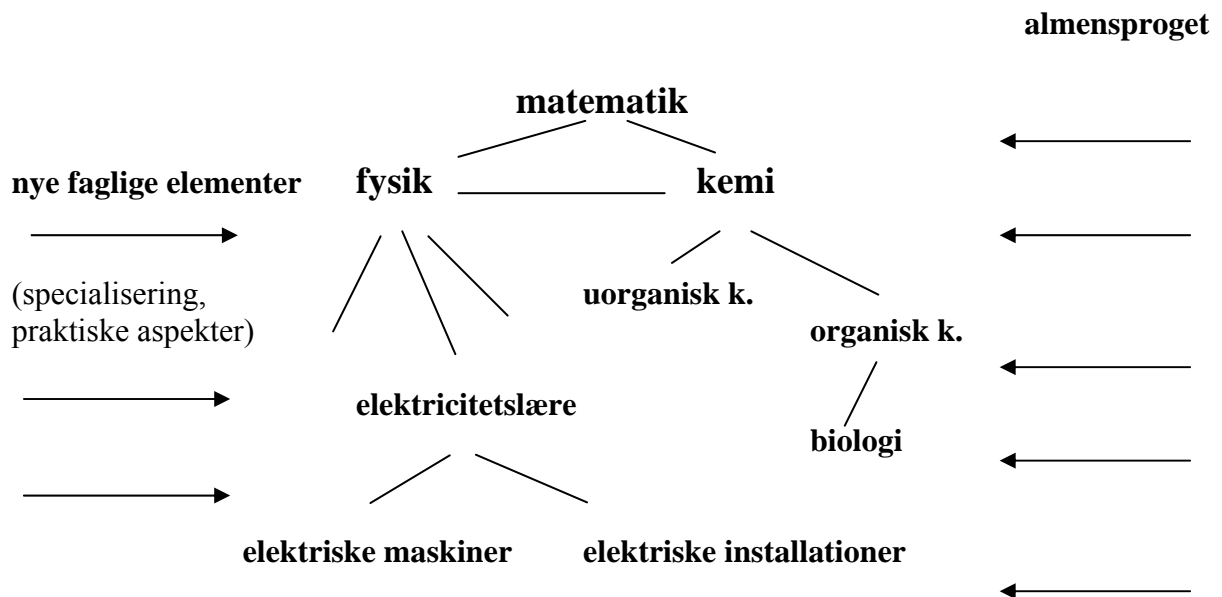 almensproget
matematik
nye faglige elementer fysik kemi
(specialisering,
praktiske aspekter)
uorganisk k.
organisk k.
elektricitetslære
biologi
elektriske maskiner elektriske installationer